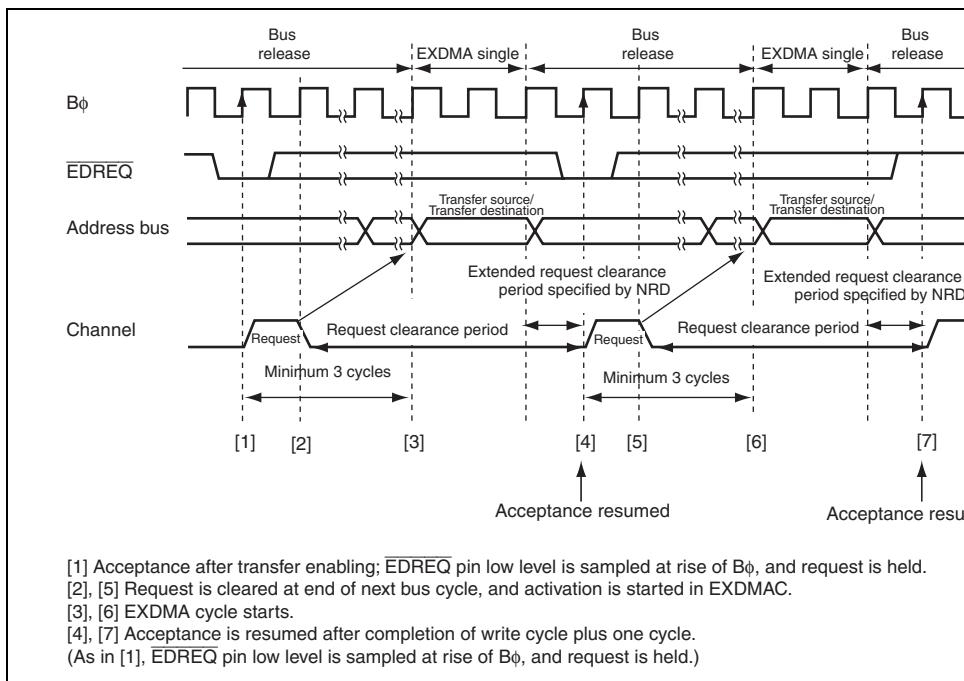 Bus release
EXDMA single
Bus release
EXDMA single
Bus release
Bφ
EDREQ
Address bus
Transfer source/
Transfer destination
Transfer source/
Transfer destination
Extended request clearance
period specified by NRD
Extended request clearance
period specified by NRD
Channel
Request
Request clearance period
Request
Request clearance period
Minimum 3 cycles
Minimum 3 cycles
[1]
[2]
[3]
[4]
[5]
[6]
[7]
Acceptance resumed
Acceptance resu
[1] Acceptance after transfer enabling; EDREQ pin low level is sampled at rise of Bφ, and request is held.
[2], [5] Request is cleared at end of next bus cycle, and activation is started in EXDMAC.
[3], [6] EXDMA cycle starts.
[4], [7] Acceptance is resumed after completion of write cycle plus one cycle.
(As in [1], EDREQ pin low level is sampled at rise of Bφ, and request is held.)